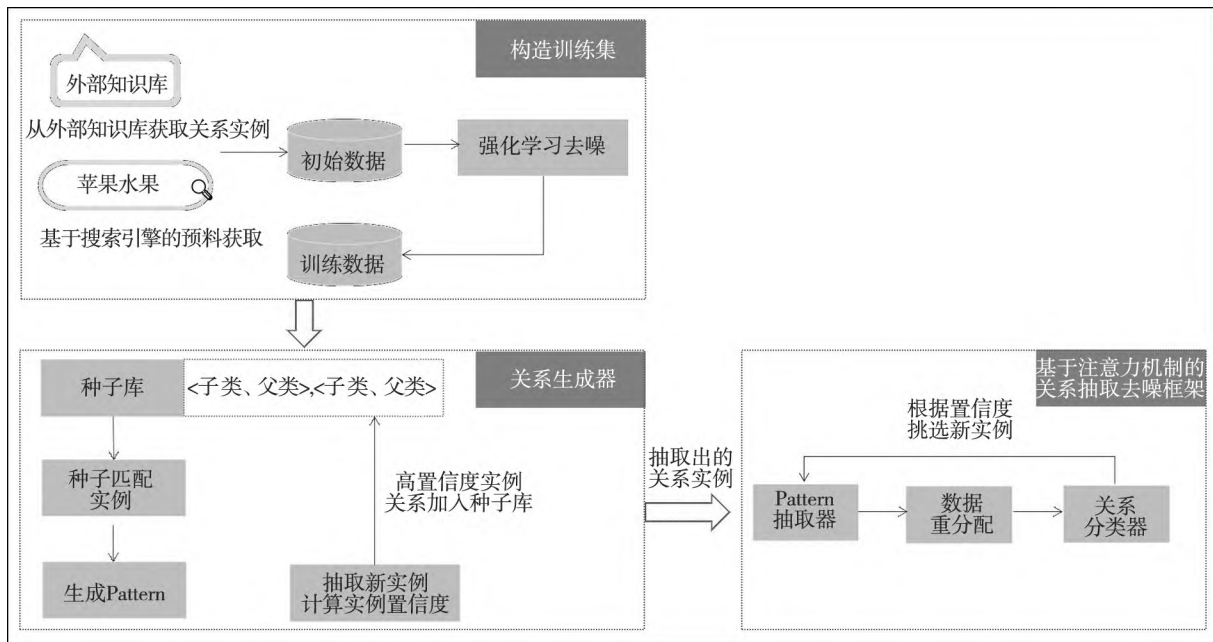 构造训练集
外部知识库
从外部知识库获取关系实例
初始数据
强化学习去噪
苹果水果
基于搜索引擎的预料获取
训练数据
关系生成器
种子库
<子类、父类>,<子类、父类>
种子匹配
实例
高置信度实例
关系加入种子库
生成Pattern
抽取新实例
计算实例置信度
抽取出的
关系实例
基于注意力机制的
关系抽取去噪框架
根据置信度
挑选新实例
Pattern
抽取器
数据
重分配
关系
分类器